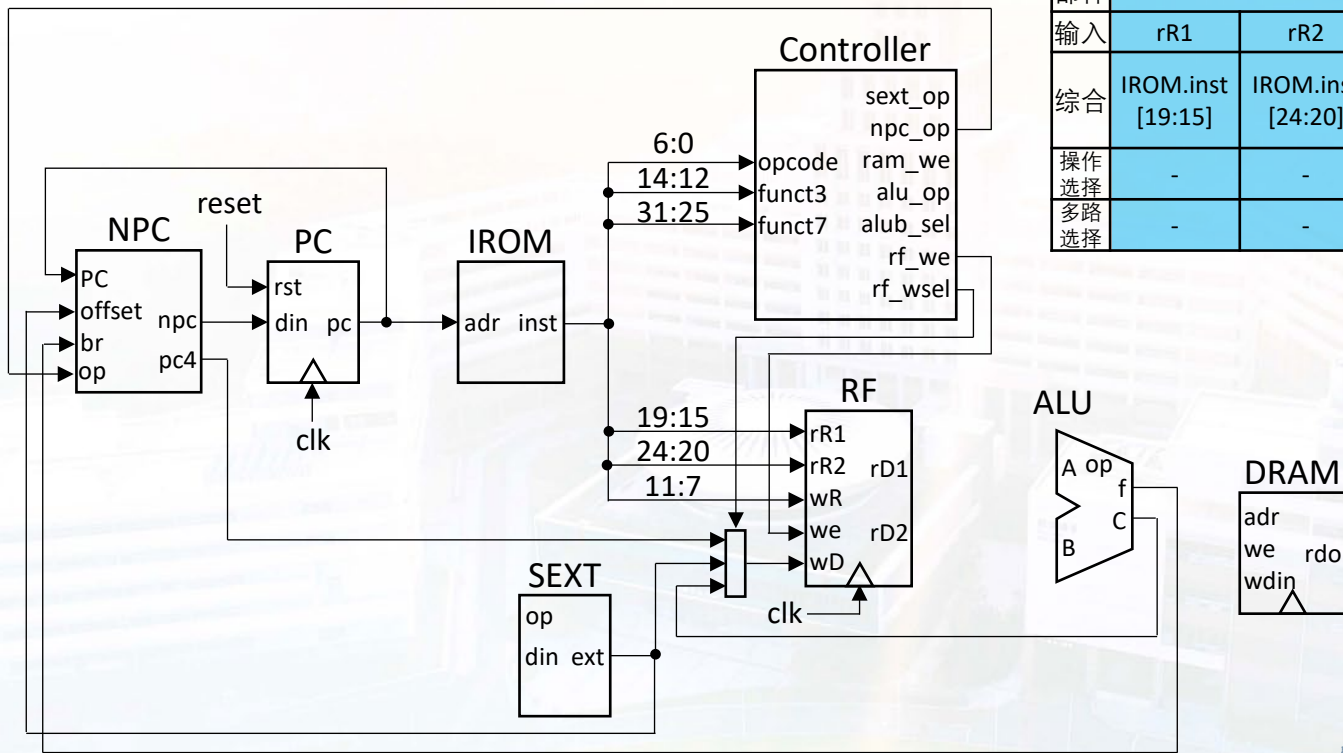 输入 rR1 rR2
综合 IROM.inst [19:15] [24:20]
操作选择 - -
多路选择 - -
Controller
sext_op
npc_op
ram_we
alu_op
alub_sel
rf_we
rf_wsel
6:0 opcode
14:12 funct3
31:25 funct7
reset
NPC
PC
offset
br
op
npc
pc4
PC
rst
din pc
clk
IROM
adr inst
RF
19:15 rR1
24:20 rR2
11:7 wR
we
wD
rD1
rD2
clk
SEXT
op
din ext
ALU
A op
f
C
B
DRAM
adr
we
wdin